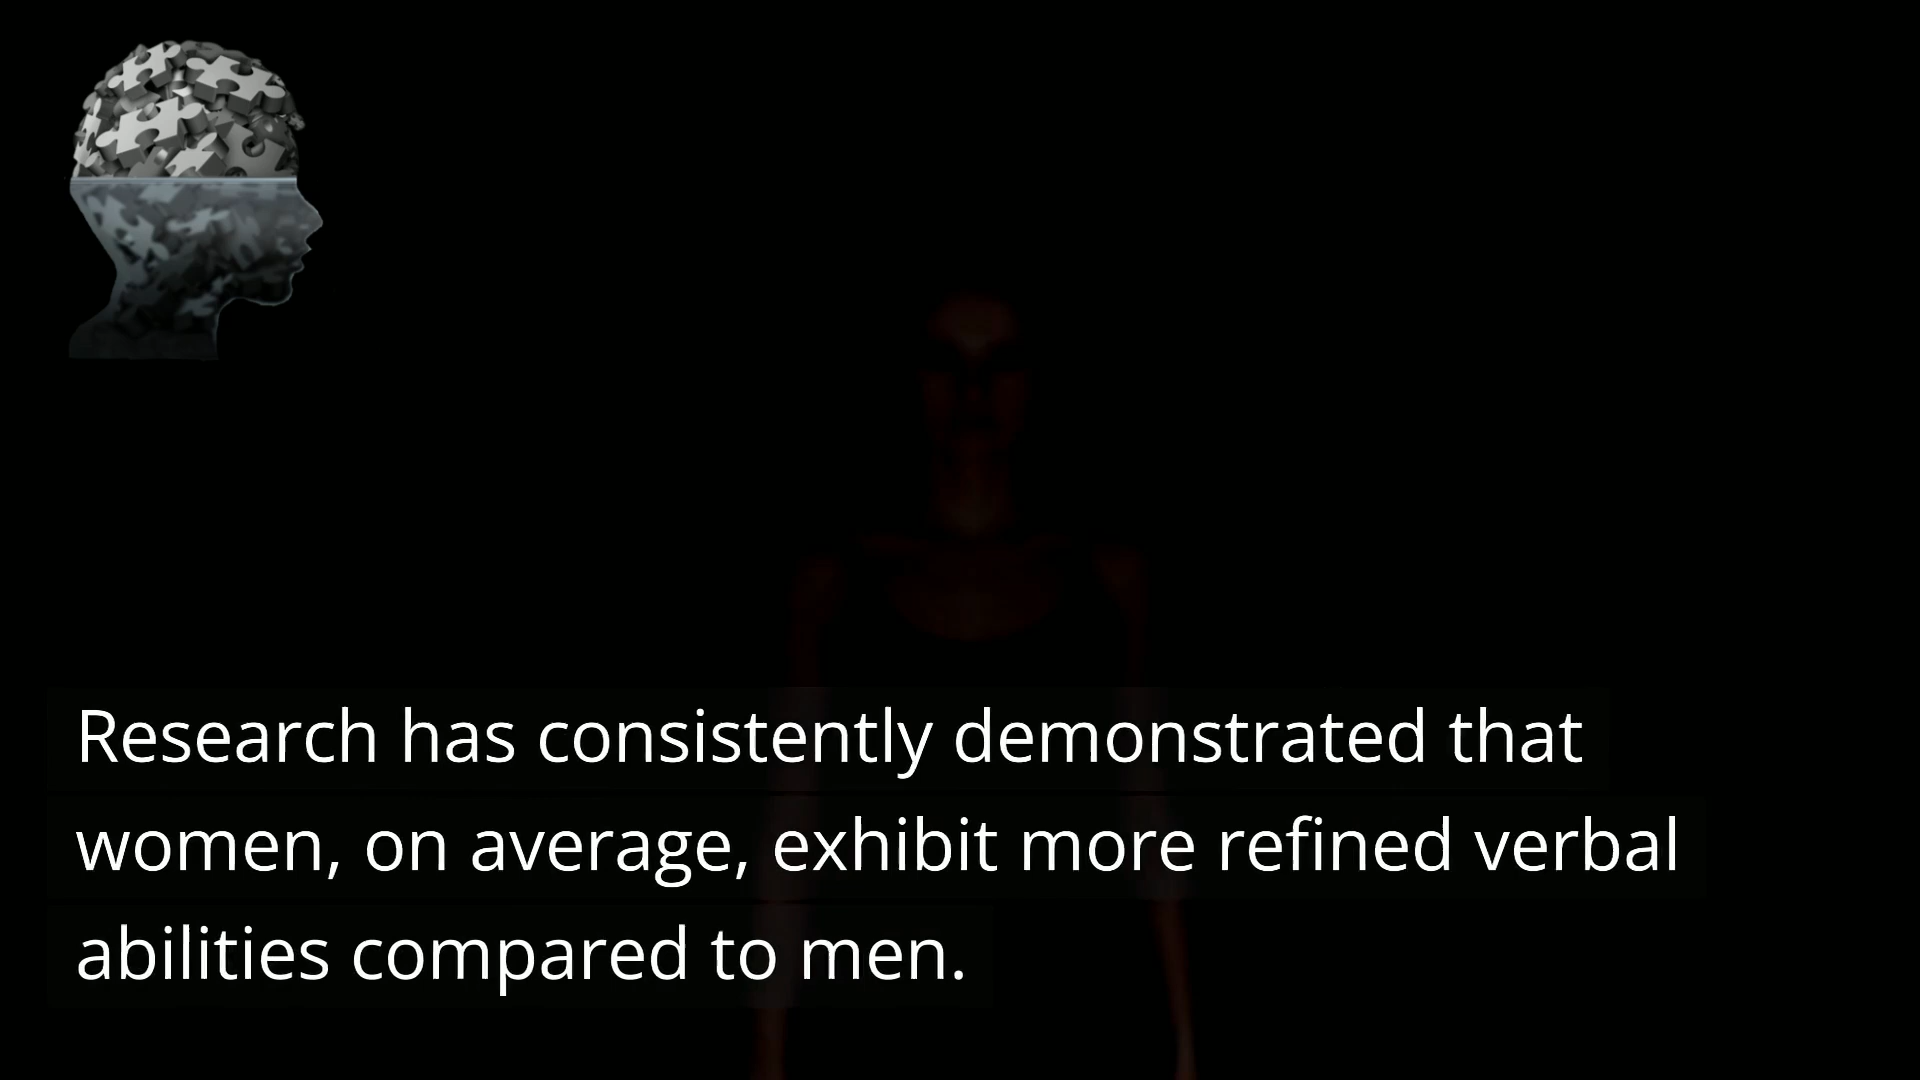 Research has consistently demonstrated that
women, on average, exhibit more refined verbal
abilities compared to men.